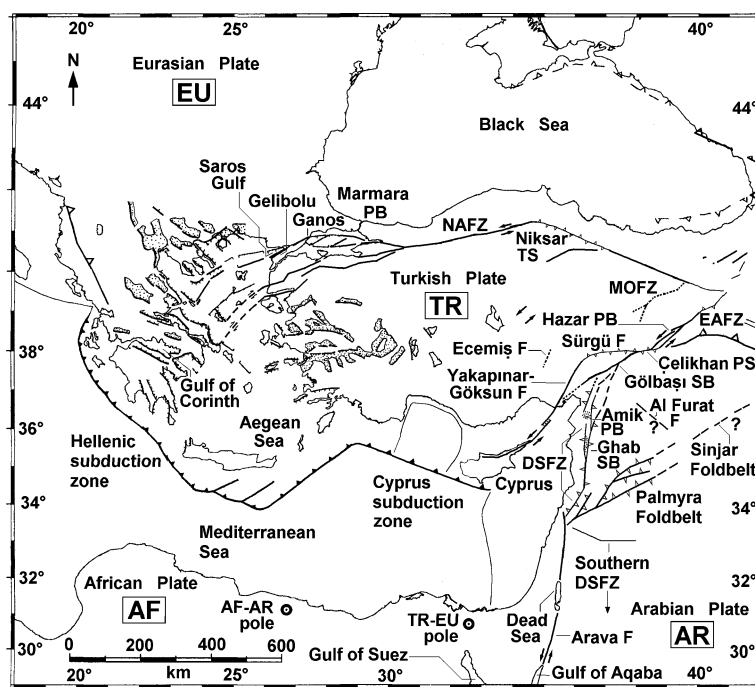 20°
25°
40°
N
Eurasian Plate
EU
44°
44°
Black Sea
Saros
Gulf
Gelibolu
Ganos
Marmara
PB
NAFZ
Niksar
TS
Turkish Plate
TR
MOFZ
Hazar PB
EAFZ
Sürgü F
Ecemiş F
Çelikhan PS
38°
38°
Yakapınar-
Göksun F
Gölbaşı SB
Gulf of
Corinth
Amik
PB
Al Furat
F
?
?
36°
36°
Aegean
Sea
Ghab
SB
Sinjar
Foldbelt
Hellenic
subduction
zone
DSFZ
Cyprus
Cyprus
subduction
zone
Palmyra
Foldbelt
34°
34°
Mediterranean
Sea
Southern
DSFZ
32°
32°
African Plate
AF
AF-AR
pole
TR-EU
pole
Dead
Sea
Arabian Plate
AR
Arava F
30°
30°
0 200 400 600
km
Gulf of Suez
Gulf of Aqaba
20°
25°
40°